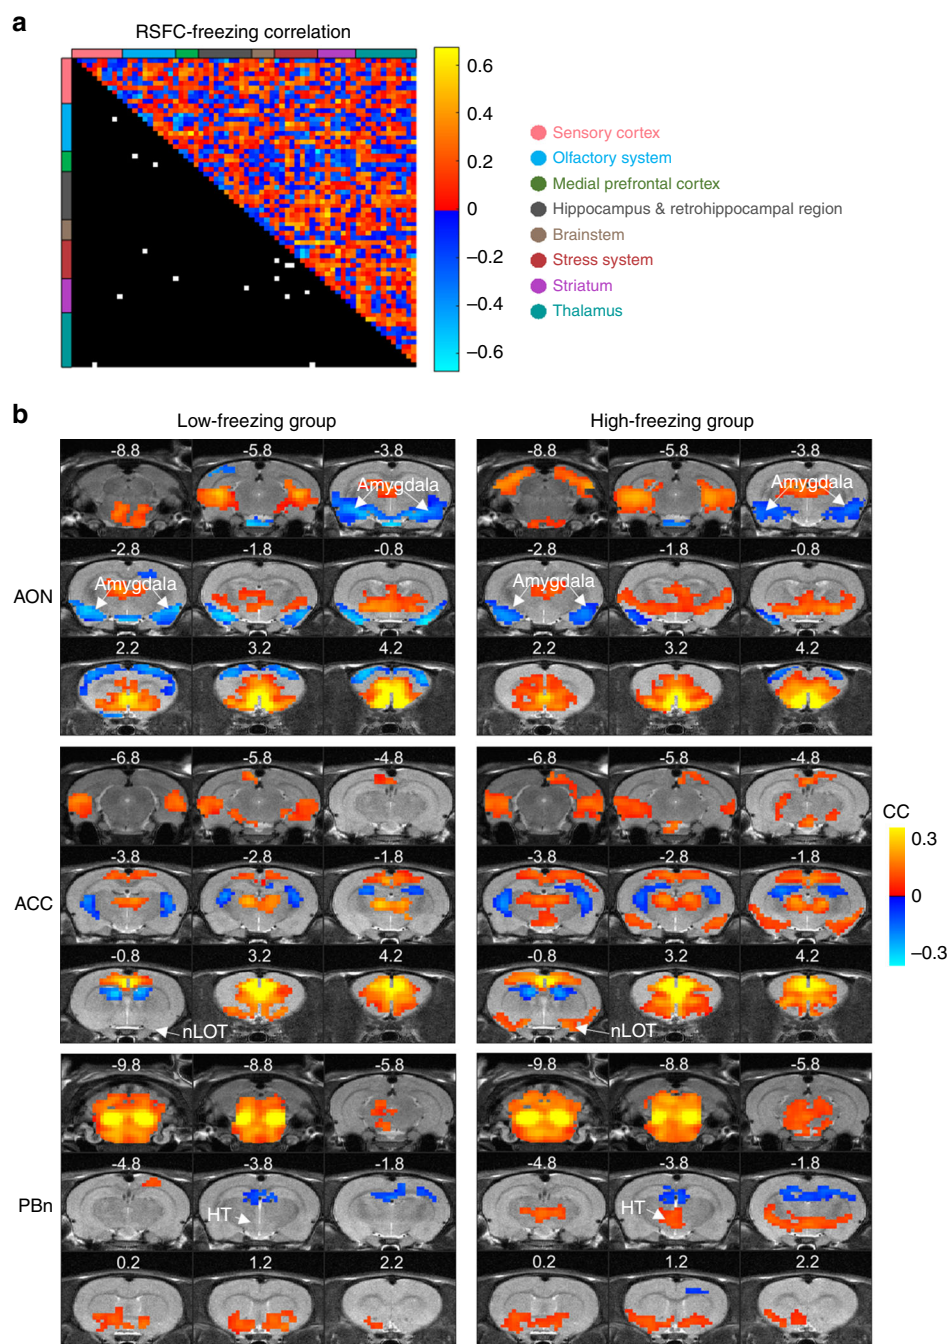 a
RSFC-freezing correlation
0.6
0.4
0.2
0
–0.2
–0.4
–0.6
Sensory cortex
Olfactory system
Medial prefrontal cortex
Hippocampus & retrohippocampal region
Brainstem
Stress system
Striatum
Thalamus
b
Low-freezing group
High-freezing group
AON
-8.8 -5.8 -3.8
Amygdala
-2.8 -1.8 -0.8
Amygdala
2.2 3.2 4.2
-8.8 -5.8 -3.8
Amygdala
-2.8 -1.8 -0.8
Amygdala
2.2 3.2 4.2
ACC
-6.8 -5.8 -4.8
-3.8 -2.8 -1.8
-0.8 3.2 4.2
nLOT
-6.8 -5.8 -4.8
-3.8 -2.8 -1.8
-0.8 3.2 4.2
nLOT
CC
0.3
0
–0.3
PBn
-9.8 -8.8 -5.8
-4.8 -3.8 -1.8
HT
0.2 1.2 2.2
-9.8 -8.8 -5.8
-4.8 -3.8 -1.8
HT
0.2 1.2 2.2